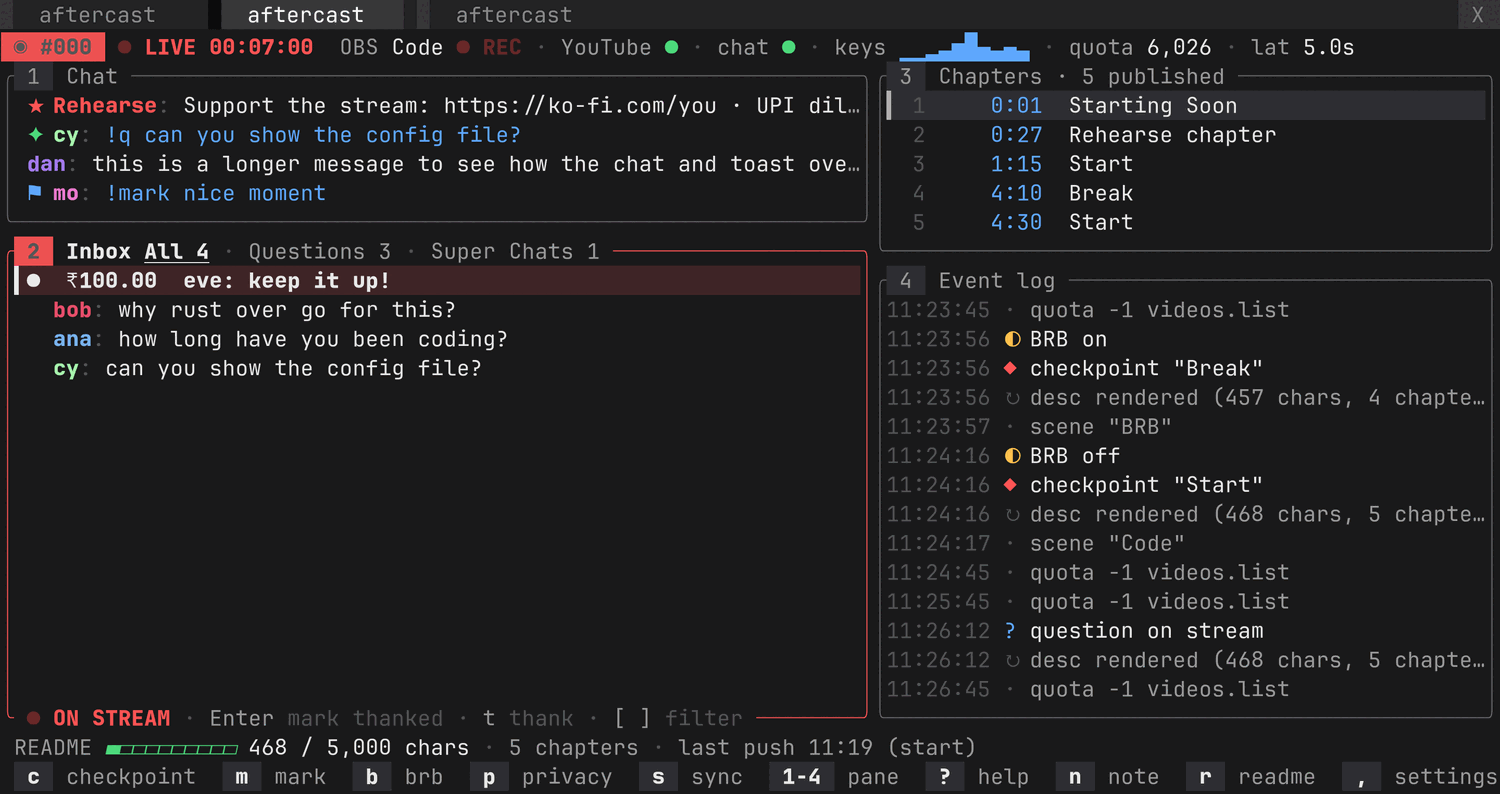 aftercast aftercast aftercast X
◉ #000 ● LIVE 00:07:00 OBS Code ● REC · YouTube ● · chat ● · keys · quota 6,026 · lat 5.0s
1 Chat
★ Rehearse: Support the stream: https://ko-fi.com/you · UPI dil…
✦ cy: !q can you show the config file?
dan: this is a longer message to see how the chat and toast ove…
⚑ mo: !mark nice moment
2 Inbox All 4 · Questions 3 · Super Chats 1
● ₹100.00 eve: keep it up!
bob: why rust over go for this?
ana: how long have you been coding?
cy: can you show the config file?
● ON STREAM · Enter mark thanked · t thank · [ ] filter
3 Chapters · 5 published
1 0:01 Starting Soon
2 0:27 Rehearse chapter
3 1:15 Start
4 4:10 Break
5 4:30 Start
4 Event log
11:23:45 · quota -1 videos.list
11:23:56 ◐ BRB on
11:23:56 ◆ checkpoint "Break"
11:23:56 ↻ desc rendered (457 chars, 4 chapte…
11:23:57 · scene "BRB"
11:24:16 ◐ BRB off
11:24:16 ◆ checkpoint "Start"
11:24:16 ↻ desc rendered (468 chars, 5 chapte…
11:24:17 · scene "Code"
11:24:45 · quota -1 videos.list
11:25:45 · quota -1 videos.list
11:26:12 ? question on stream
11:26:12 ↻ desc rendered (468 chars, 5 chapte…
11:26:45 · quota -1 videos.list
README 468 / 5,000 chars · 5 chapters · last push 11:19 (start)
c checkpoint m mark b brb p privacy s sync 1-4 pane ? help n note r readme , settings